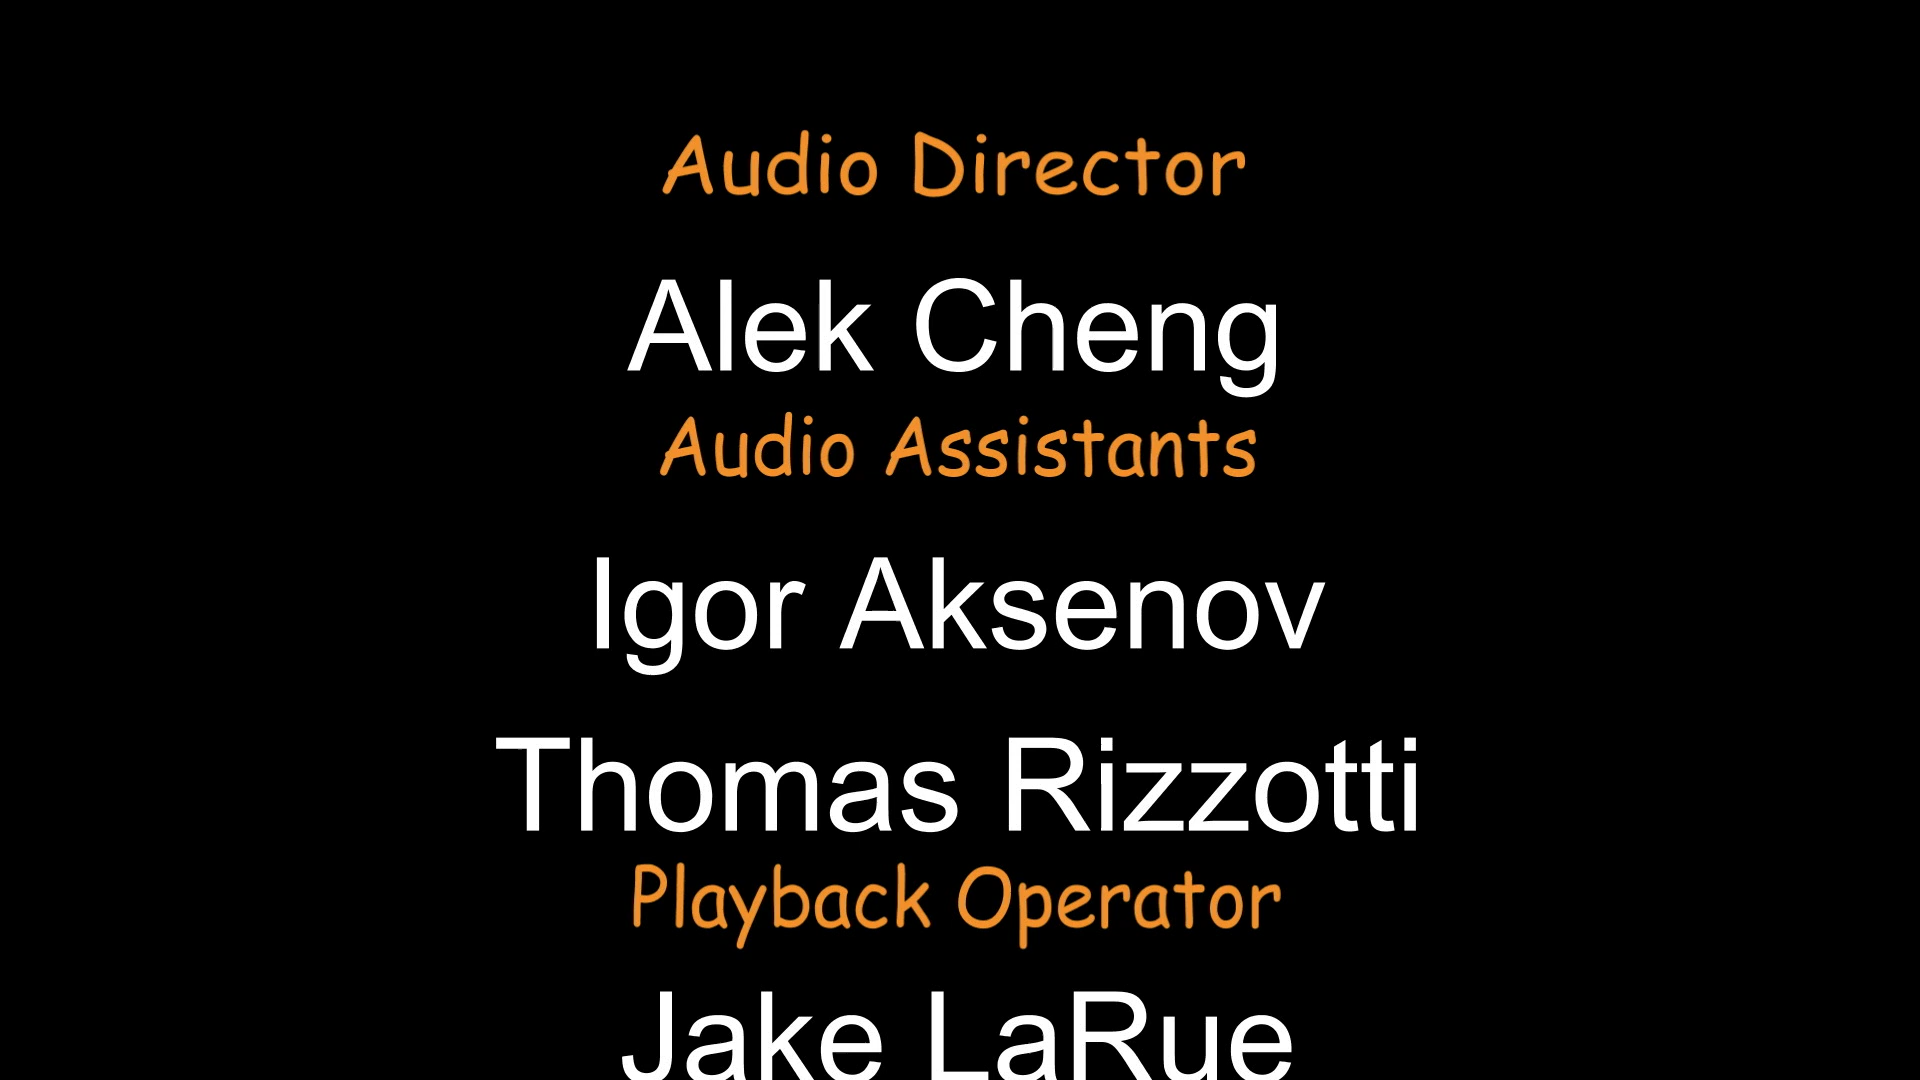 Audio Director
Alek Cheng
Audio Assistants
Igor Aksenov
Thomas Rizzotti
Playback Operator
Jake LaRue